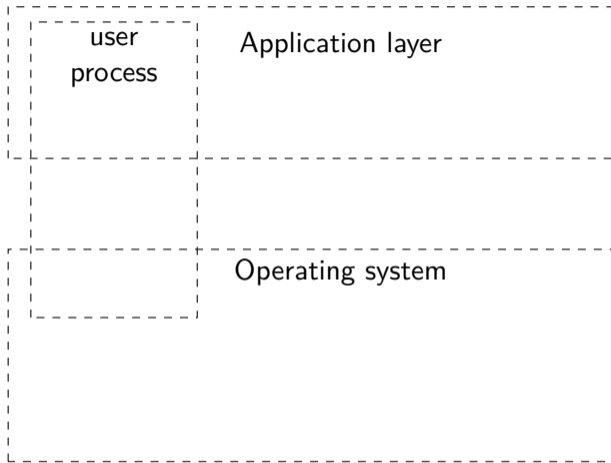 user
process
Application layer
Operating system